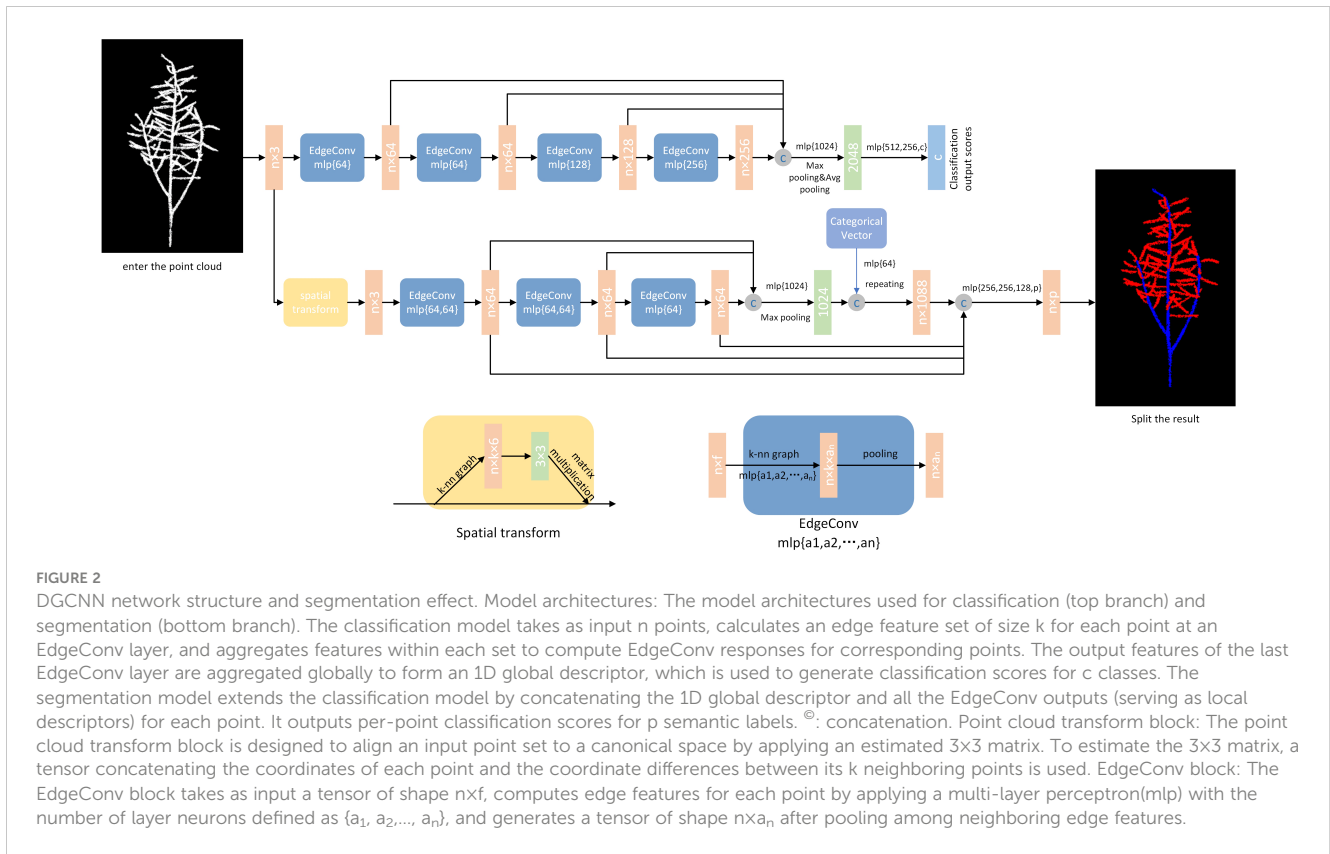 enter the point cloud
n×3
EdgeConv
mlp{64}
n×64
EdgeConv
mlp{64}
n×64
EdgeConv
mlp{128}
n×128
EdgeConv
mlp{256}
n×256
C
mlp{1024}
Max
pooling&Avg
pooling
2048
mlp{512,256,c}
C
Classification
output scores
spatial
transform
n×3
EdgeConv
mlp{64,64}
n×64
EdgeConv
mlp{64,64}
n×64
EdgeConv
mlp{64}
n×64
C
mlp{1024}
Max pooling
1024
Categorical
Vector
mlp{64}
repeating
C
n×1088
C
mlp{256,256,128,p}
n×p
Split the result
k-nn graph
n×k×6
3×3
matrix
multiplication
Spatial transform
n×f
k-nn graph
mlp{a1,a2,⋯,aₙ}
n×k×aₙ
pooling
n×aₙ
EdgeConv
mlp{a1,a2,⋯,an}
FIGURE 2
DGCNN network structure and segmentation effect. Model architectures: The model architectures used for classification (top branch) and
segmentation (bottom branch). The classification model takes as input n points, calculates an edge feature set of size k for each point at an
EdgeConv layer, and aggregates features within each set to compute EdgeConv responses for corresponding points. The output features of the last
EdgeConv layer are aggregated globally to form an 1D global descriptor, which is used to generate classification scores for c classes. The
segmentation model extends the classification model by concatenating the 1D global descriptor and all the EdgeConv outputs (serving as local
descriptors) for each point. It outputs per-point classification scores for p semantic labels. ©: concatenation. Point cloud transform block: The point
cloud transform block is designed to align an input point set to a canonical space by applying an estimated 3×3 matrix. To estimate the 3×3 matrix, a
tensor concatenating the coordinates of each point and the coordinate differences between its k neighboring points is used. EdgeConv block: The
EdgeConv block takes as input a tensor of shape n×f, computes edge features for each point by applying a multi-layer perceptron(mlp) with the
number of layer neurons defined as {a₁, a₂,..., aₙ}, and generates a tensor of shape n×aₙ after pooling among neighboring edge features.